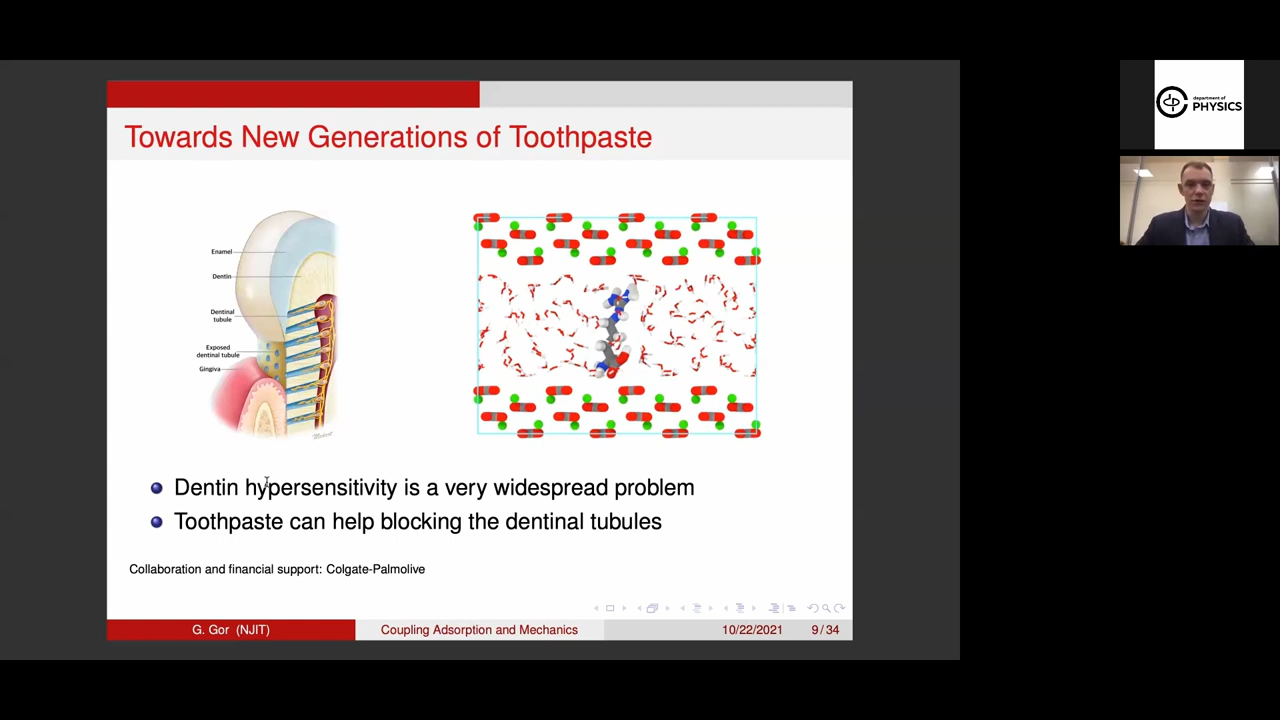 Towards New Generations of Toothpaste
Enamel
Dentin
Dentinal
tubule
Exposed
dentinal tubule
Gingiva
Dentin hypersensitivity is a very widespread problem
Toothpaste can help blocking the dentinal tubules
Collaboration and financial support: Colgate-Palmolive
G. Gor (NJIT)
Coupling Adsorption and Mechanics
10/22/2021
9/34
department of
PHYSICS